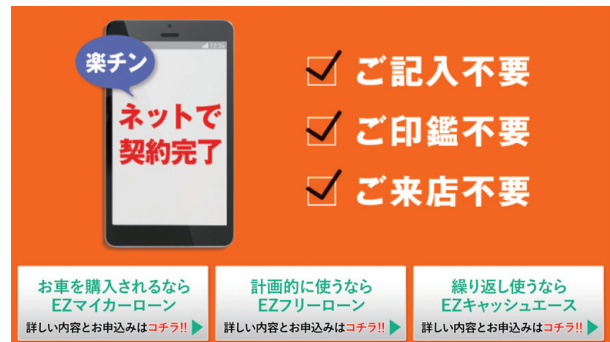 楽チン
ネットで
契約完了
ご記入不要
ご印鑑不要
ご来店不要
お車を購入されるなら
EZマイカーローン
詳しい内容とお申込みはコチラ!!
計画的に使うなら
EZフリーローン
詳しい内容とお申込みはコチラ!!
繰り返し使うなら
EZキャッシュエース
詳しい内容とお申込みはコチラ!!